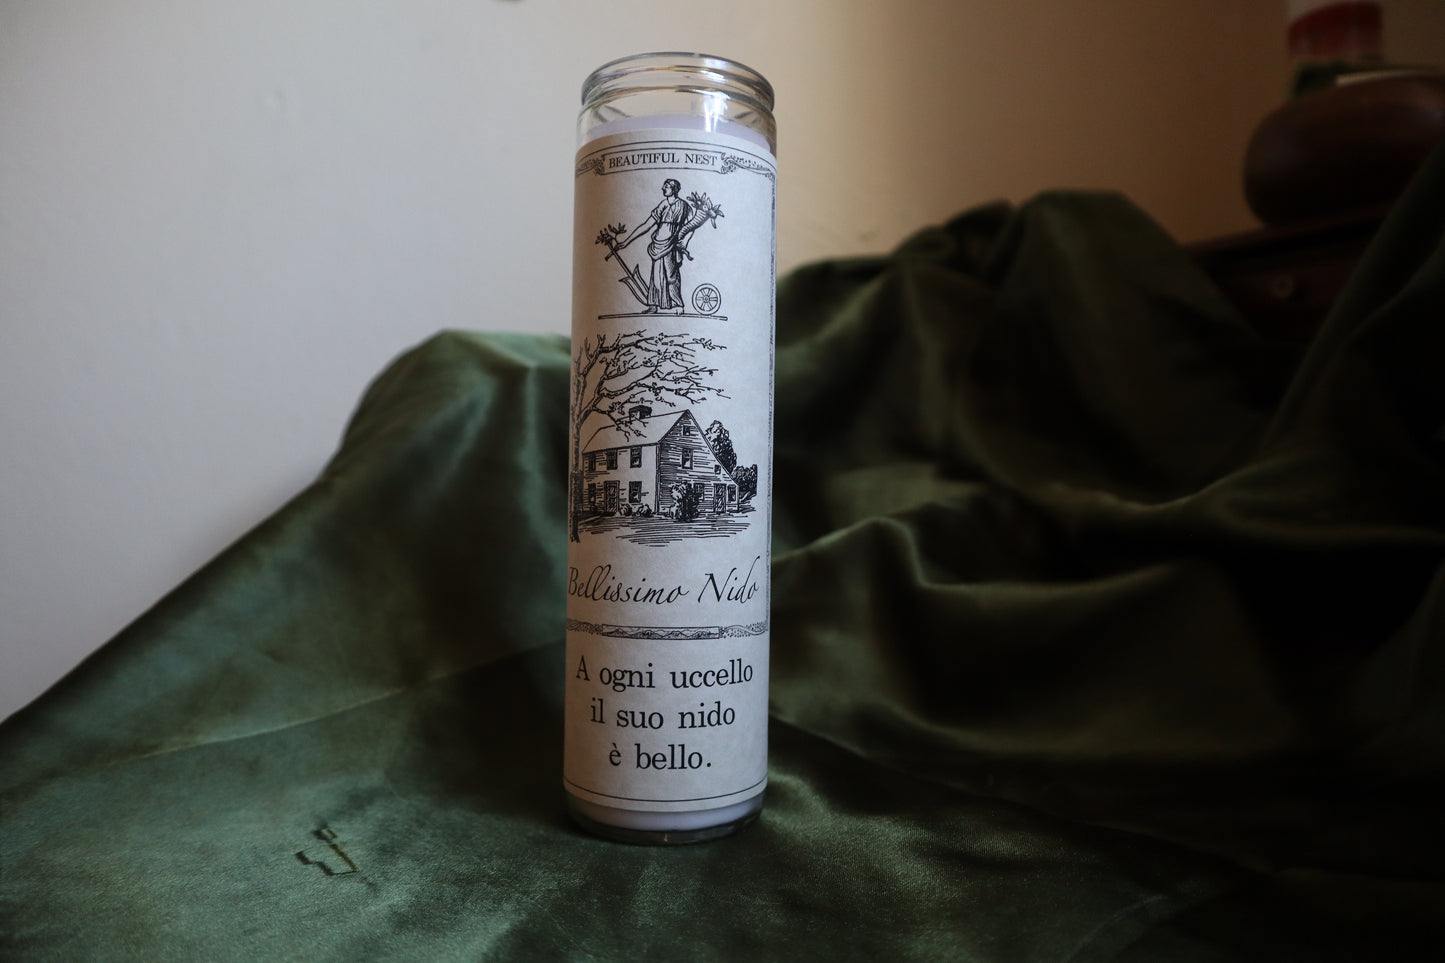 BEAUTIFUL NEST
Bellissimo Nido
A ogni uccello
il suo nido
è bello.